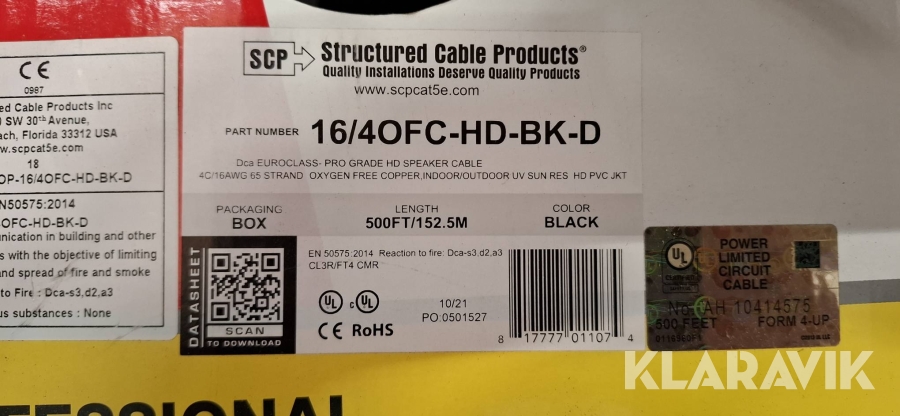 CE
0987
ed Cable Products Inc
SW 30th Avenue,
ach, Florida 33312 USA
w.scpcat5e.com
18
OP-16/4OFC-HD-BK-D
N50575:2014
OFC-HD-BK-D
nication in building and other
s with the objective of limiting
and spread of fire and smoke
to Fire : Dca-s3,d2,a3
us substances : None
SCP Structured Cable Products®
Quality Installations Deserve Quality Products
www.scpcat5e.com
PART NUMBER 16/4OFC-HD-BK-D
Dca EUROCLASS- PRO GRADE HD SPEAKER CABLE
4C/16AWG 65 STRAND OXYGEN FREE COPPER,INDOOR/OUTDOOR UV SUN RES HD PVC JKT
PACKAGING LENGTH COLOR
BOX 500FT/152.5M BLACK
DATASHEET
SCAN
TO DOWNLOAD
EN 50575:2014 Reaction to fire: Dca-s3,d2,a3
CL3R/FT4 CMR
UL c UL
CE RoHS
10/21
PO:0501527
8 17777 01107 4
UL
POWER
LIMITED
CIRCUIT
CABLE
No. AH 10414575
500 FEET FORM 4-UP
KLARAVIK
FESSIONAL